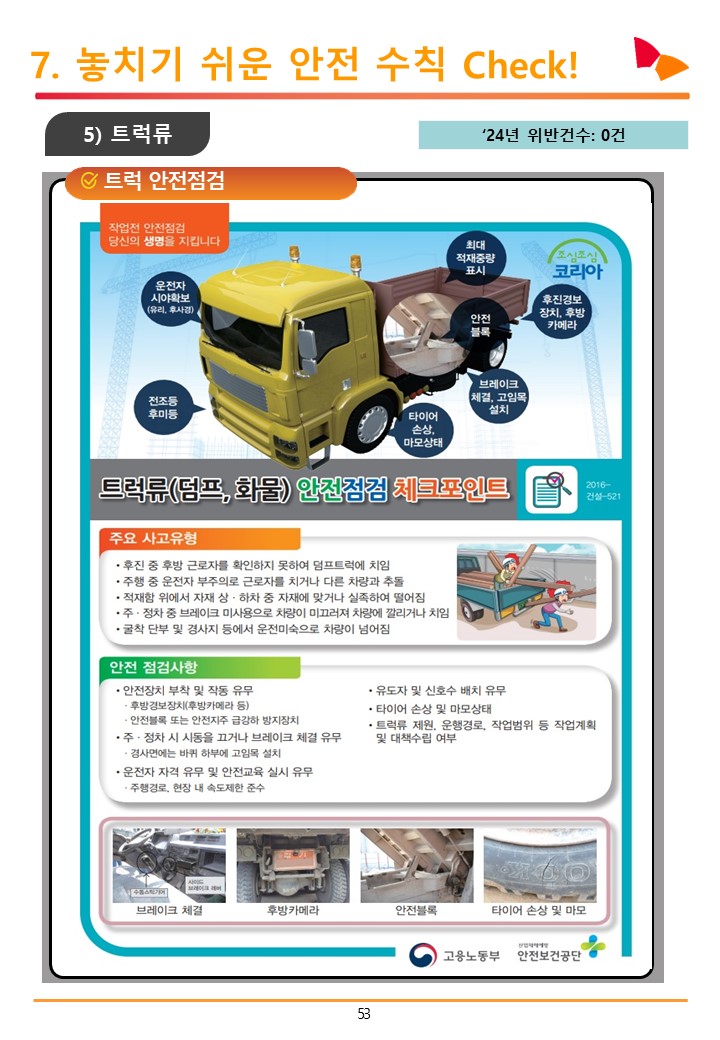 7. 놓치기 쉬운 안전 수칙 Check!
5) 트럭류
‘24년 위반건수: 0건
트럭 안전점검
작업전 안전점검
당신의 생명을 지킵니다
조심조심
코리아
최대
적재중량
표시
운전자
시야확보
(유리, 후사경)
안전
블록
후진경보
장치, 후방
카메라
브레이크
체결, 고임목
설치
전조등
후미등
타이어
손상,
마모상태
트럭류(덤프, 화물) 안전점검 체크포인트
2016-
건설-521
주요 사고유형
• 후진 중 후방 근로자를 확인하지 못하여 덤프트럭에 치임
• 주행 중 운전자 부주의로 근로자를 치거나 다른 차량과 추돌
• 적재함 위에서 자재 상 · 하차 중 자재에 맞거나 실족하여 떨어짐
• 주 · 정차 중 브레이크 미사용으로 차량이 미끄러져 차량에 깔리거나 치임
• 굴착 단부 및 경사지 등에서 운전미숙으로 차량이 넘어짐
안전 점검사항
• 안전장치 부착 및 작동 유무
· 후방경보장치(후방카메라 등)
· 안전블록 또는 안전지주 급강하 방지장치
• 주 · 정차 시 시동을 끄거나 브레이크 체결 유무
· 경사면에는 바퀴 하부에 고임목 설치
• 운전자 자격 유무 및 안전교육 실시 유무
· 주행경로, 현장 내 속도제한 준수
• 유도자 및 신호수 배치 유무
• 타이어 손상 및 마모상태
• 트럭류 제원, 운행경로, 작업범위 등 작업계획
및 대책수립 여부
수동스틱기어
사이드
브레이크 레버
브레이크 체결
후방카메라
안전블록
타이어 손상 및 마모
고용노동부
산업재해예방
안전보건공단
53